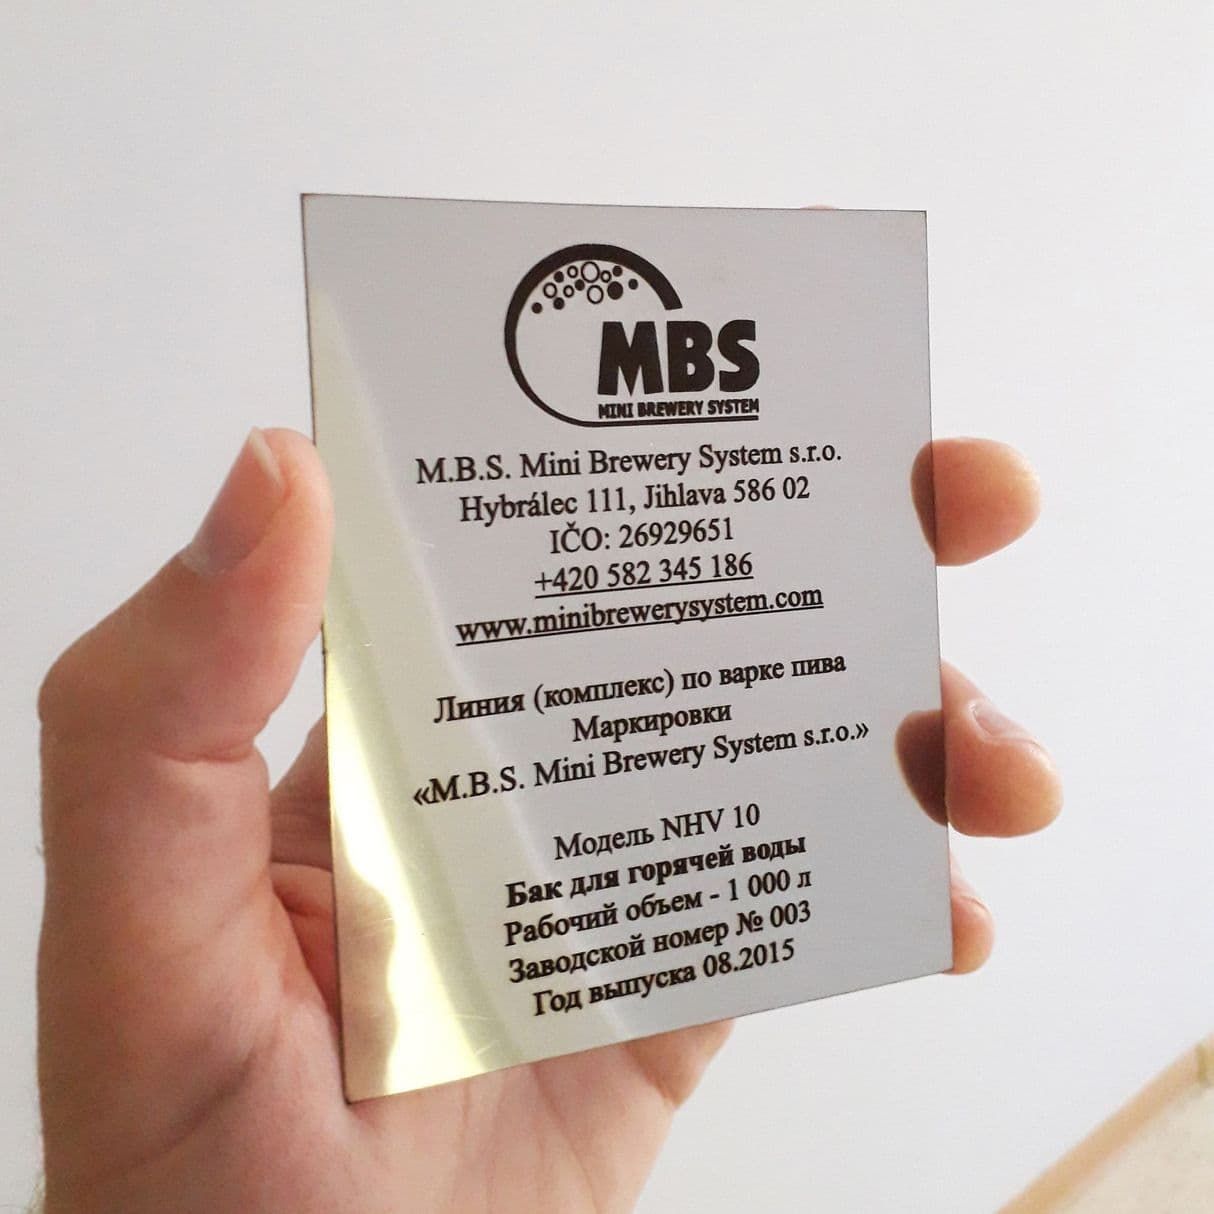 MBS
MINI BREWERY SYSTEM
M.B.S. Mini Brewery System s.r.o.
Hybrálec 111, Jihlava 586 02
IČO: 26929651
+420 582 345 186
www.minibrewerysystem.com
Линия (комплекс) по варке пива
Маркировки
«M.B.S. Mini Brewery System s.r.o.»
Модель NHV 10
Бак для горячей воды
Рабочий объем - 1 000 л
Заводской номер № 003
Год выпуска 08.2015